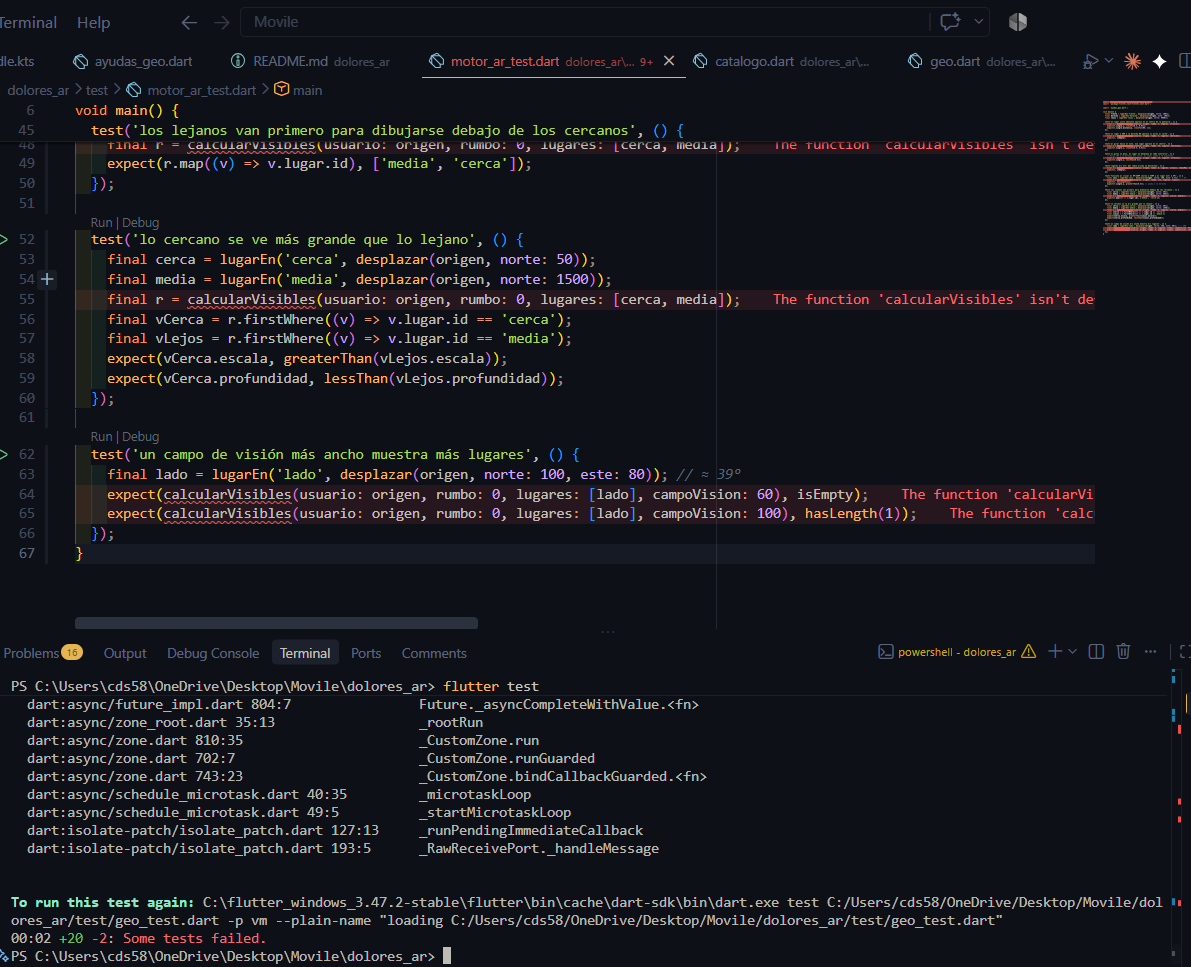 Terminal Help Movile
dle.kts ayudas_geo.dart README.md dolores_ar motor_ar_test.dart dolores_ar\... 9+ catalogo.dart dolores_ar\... geo.dart dolores_ar\...
dolores_ar > test > motor_ar_test.dart > main
6 void main() {
45 test('los lejanos van primero para dibujarse debajo de los cercanos', () {
48 final r = calcularVisibles(usuario: origen, rumbo: 0, lugares: [cerca, media]); The function 'calcularVisibles' isn't de
49 expect(r.map((v) => v.lugar.id), ['media', 'cerca']);
50 });
51
Run | Debug
52 test('lo cercano se ve más grande que lo lejano', () {
53 final cerca = lugarEn('cerca', desplazar(origen, norte: 50));
54 final media = lugarEn('media', desplazar(origen, norte: 1500));
55 final r = calcularVisibles(usuario: origen, rumbo: 0, lugares: [cerca, media]); The function 'calcularVisibles' isn't de
56 final vCerca = r.firstWhere((v) => v.lugar.id == 'cerca');
57 final vLejos = r.firstWhere((v) => v.lugar.id == 'media');
58 expect(vCerca.escala, greaterThan(vLejos.escala));
59 expect(vCerca.profundidad, lessThan(vLejos.profundidad));
60 });
61
Run | Debug
62 test('un campo de visión más ancho muestra más lugares', () {
63 final lado = lugarEn('lado', desplazar(origen, norte: 100, este: 80)); // ≈ 39°
64 expect(calcularVisibles(usuario: origen, rumbo: 0, lugares: [lado], campoVision: 60), isEmpty); The function 'calcularVi
65 expect(calcularVisibles(usuario: origen, rumbo: 0, lugares: [lado], campoVision: 100), hasLength(1)); The function 'calc
66 });
67 }
Problems 16 Output Debug Console Terminal Ports Comments powershell - dolores_ar
PS C:\Users\cds58\OneDrive\Desktop\Movile\dolores_ar> flutter test
dart:async/future_impl.dart 804:7 Future._asyncCompleteWithValue.<fn>
dart:async/zone_root.dart 35:13 _rootRun
dart:async/zone.dart 810:35 _CustomZone.run
dart:async/zone.dart 702:7 _CustomZone.runGuarded
dart:async/zone.dart 743:23 _CustomZone.bindCallbackGuarded.<fn>
dart:async/schedule_microtask.dart 40:35 _microtaskLoop
dart:async/schedule_microtask.dart 49:5 _startMicrotaskLoop
dart:isolate-patch/isolate_patch.dart 127:13 _runPendingImmediateCallback
dart:isolate-patch/isolate_patch.dart 193:5 _RawReceivePort._handleMessage
To run this test again: C:\flutter_windows_3.47.2-stable\flutter\bin\cache\dart-sdk\bin\dart.exe test C:/Users/cds58/OneDrive/Desktop/Movile/dol
ores_ar/test/geo_test.dart -p vm --plain-name "loading C:/Users/cds58/OneDrive/Desktop/Movile/dolores_ar/test/geo_test.dart"
00:02 +20 -2: Some tests failed.
PS C:\Users\cds58\OneDrive\Desktop\Movile\dolores_ar>